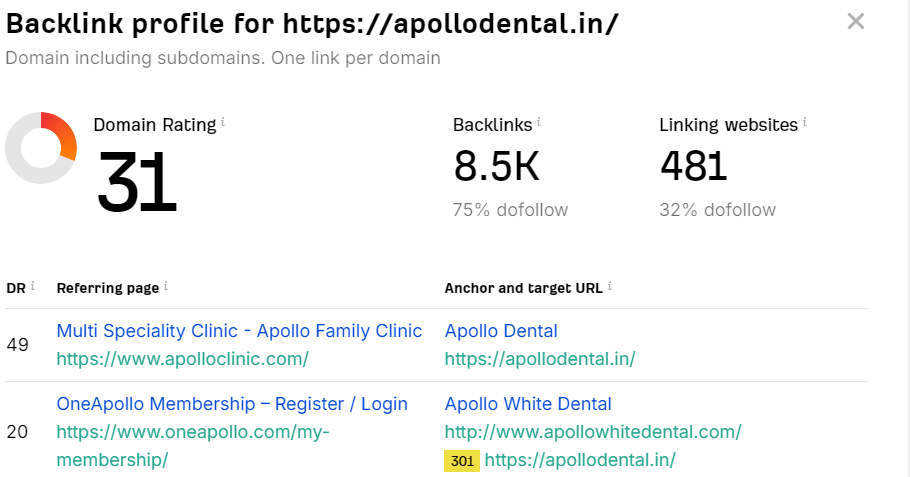 Backlink profile for https://apollodental.in/
Domain including subdomains. One link per domain
Domain Rating i
31
Backlinks i
8.5K
75% dofollow
Linking websites i
481
32% dofollow
DR i Referring page i Anchor and target URL i
49
Multi Speciality Clinic - Apollo Family Clinic
https://www.apolloclinic.com/
Apollo Dental
https://apollodental.in/
20
OneApollo Membership – Register / Login
https://www.oneapollo.com/my-
membership/
Apollo White Dental
http://www.apollowhitedental.com/
301 https://apollodental.in/